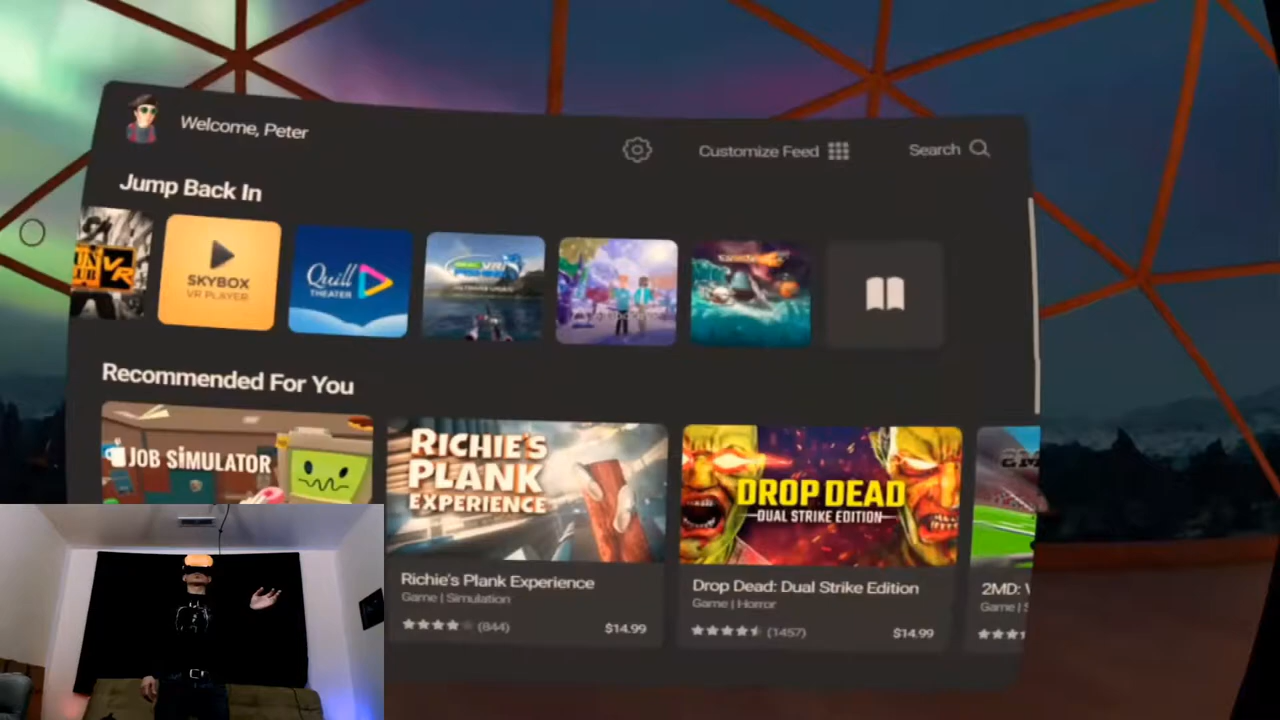 Welcome, Peter
Customize Feed
Search
Jump Back In
VR
SKYBOX
VR PLAYER
Quill
THEATER
VR
Recommended For You
JOB SIMULATOR
RICHIE'S
PLANK
EXPERIENCE
DROP DEAD
DUAL STRIKE EDITION
Richie's Plank Experience
Game | Simulation
(844)
$14.99
Drop Dead: Dual Strike Edition
Game | Horror
(1457)
$14.99
2MD:
Game |